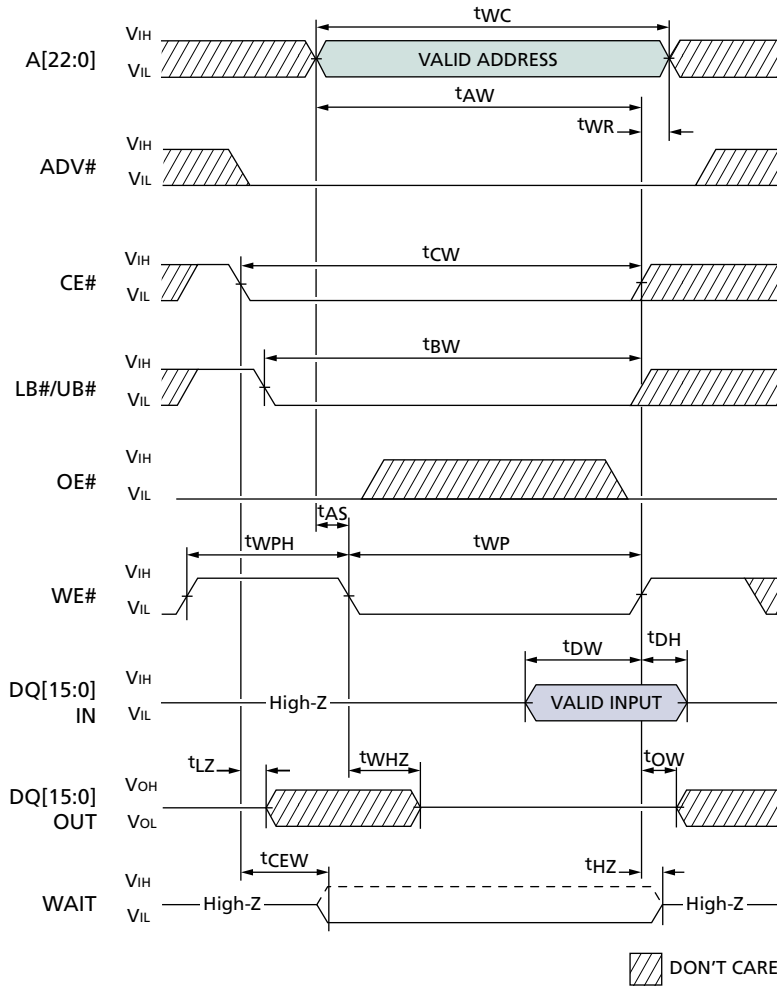 tWC
VIH
A[22:0]
VALID ADDRESS
VIL
tAW
tWR
VIH
ADV#
VIL
tCW
VIH
CE#
VIL
tBW
VIH
LB#/UB#
VIL
VIH
OE#
VIL
tAS
tWPH
tWP
VIH
WE#
VIL
tDW
tDH
VIH
DQ[15:0]
IN
High-Z
VALID INPUT
VIL
tLZ
tWHZ
tOW
VOH
DQ[15:0]
OUT
VOL
tCEW
tHZ
VIH
WAIT
High-Z
High-Z
VIL
DON'T CARE